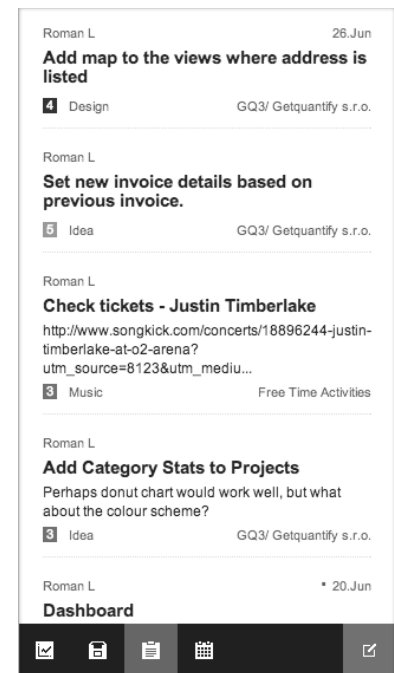 Roman L 26.Jun
Add map to the views where address is
listed
4 Design GQ3/ Getquantify s.r.o.
Roman L
Set new invoice details based on
previous invoice.
5 Idea GQ3/ Getquantify s.r.o.
Roman L
Check tickets - Justin Timberlake
http://www.songkick.com/concerts/18896244-justin-
timberlake-at-o2-arena?
utm_source=8123&utm_mediu...
3 Music Free Time Activities
Roman L
Add Category Stats to Projects
Perhaps donut chart would work well, but what
about the colour scheme?
3 Idea GQ3/ Getquantify s.r.o.
Roman L 20.Jun
Dashboard